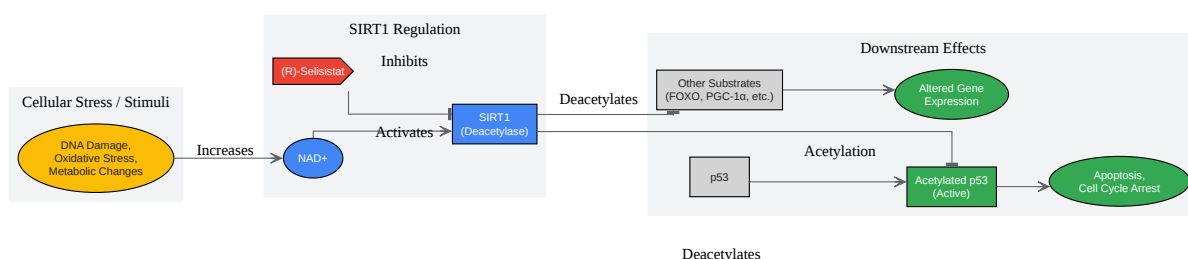 Cellular Stress / Stimuli
DNA Damage,
Oxidative Stress,
Metabolic Changes
Increases
SIRT1 Regulation
(R)-Selisistat
Inhibits
NAD+
Activates
SIRT1
(Deacetylase)
Deacetylates
Downstream Effects
Other Substrates
(FOXO, PGC-1α, etc.)
Altered Gene
Expression
Acetylation
p53
Acetylated p53
(Active)
Apoptosis,
Cell Cycle Arrest
Deacetylates